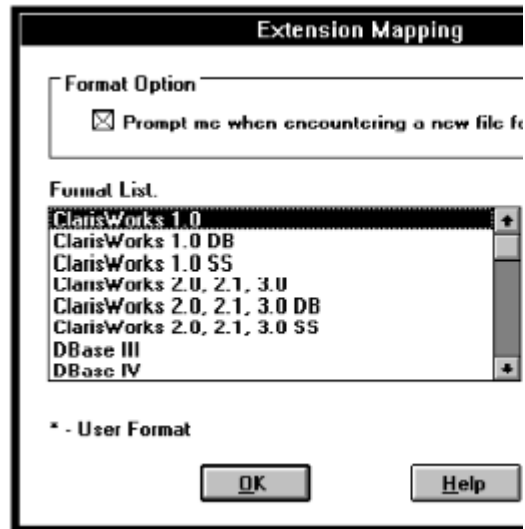 Extension Mapping
Format Option
Prompt me when encountering a new file fo
Format List.
ClarisWorks 1.0
ClarisWorks 1.0 DB
ClarisWorks 1.0 SS
ClarisWorks 2.0, 2.1, 3.0
ClarisWorks 2.0, 2.1, 3.0 DB
ClarisWorks 2.0, 2.1, 3.0 SS
DBase III
DBase IV
* - User Format
OK Help